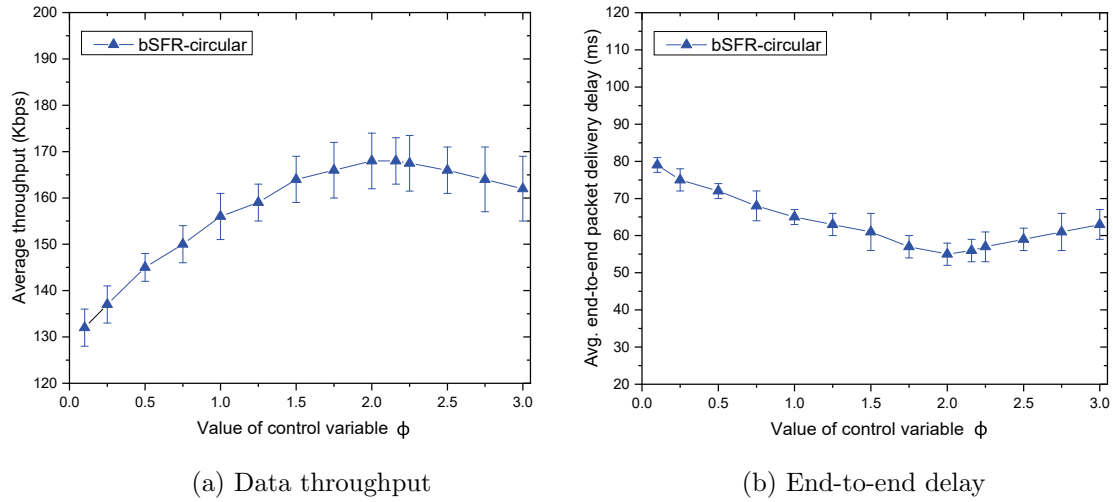 bSFR-circular
Average throughput (Kbps)
200
190
180
170
160
150
140
130
120
0.0 0.5 1.0 1.5 2.0 2.5 3.0
Value of control variable ϕ
(a) Data throughput
bSFR-circular
Avg. end-to-end packet delivery delay (ms)
120
110
100
90
80
70
60
50
40
30
20
0.0 0.5 1.0 1.5 2.0 2.5 3.0
Value of control variable ϕ
(b) End-to-end delay